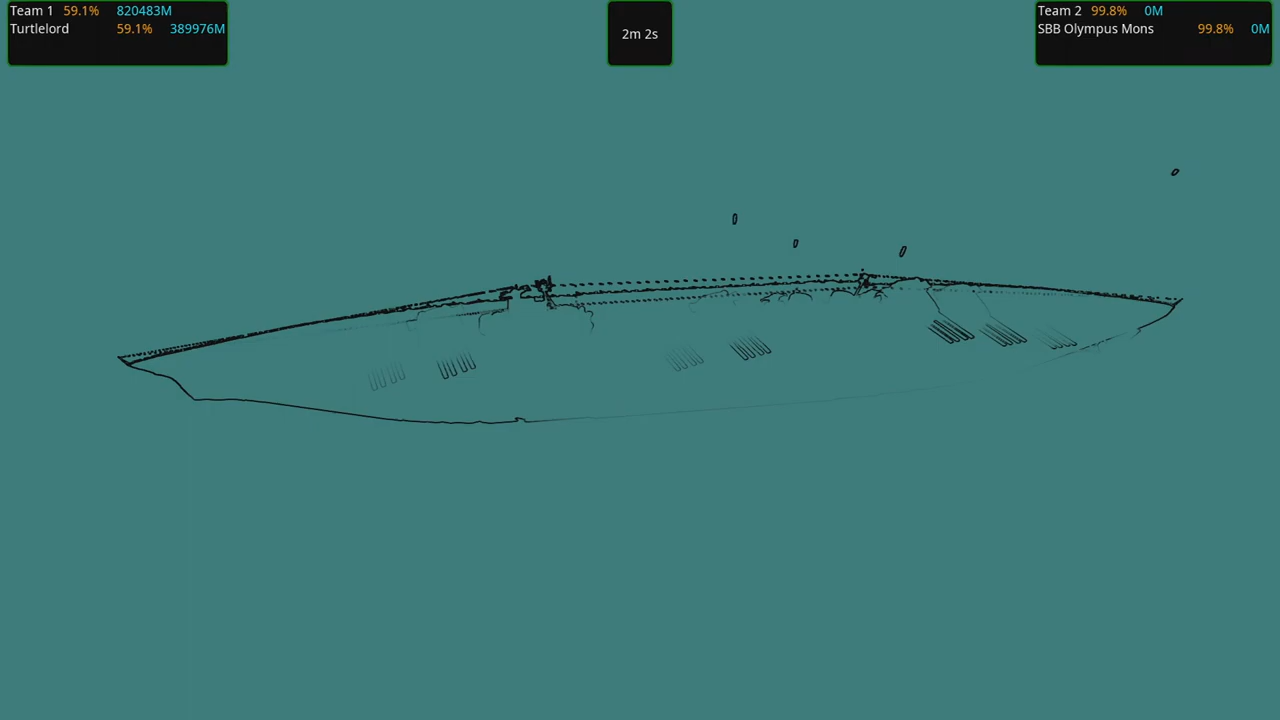 Team 1 59.1% 820483M
Turtlelord 59.1% 389976M
2m 2s
Team 2 99.8% 0M
SBB Olympus Mons 99.8% 0M